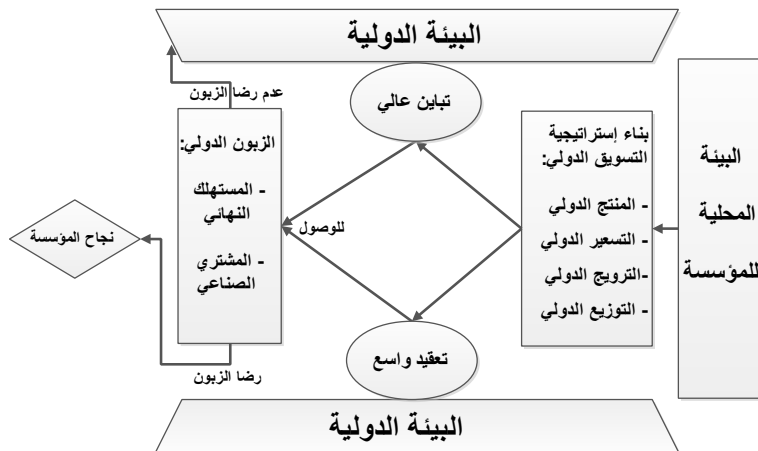 البيئة الدولية
البيئة
المحلية
للمؤسسة
بناء إستراتيجية
التسويق الدولي:
- المنتج الدولي
- التسعير الدولي
-الترويج الدولي
- التوزيع الدولي
تباين عالي
تعقيد واسع
للوصول
عدم رضا الزبون
الزبون الدولي:
- المستهلك
النهائي
- المشتري
الصناعي
رضا الزبون
نجاح المؤسسة
البيئة الدولية